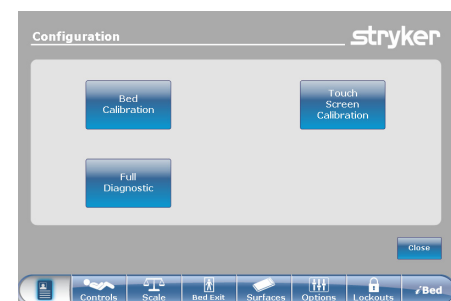 Configuration
stryker
Bed
Calibration
Touch
Screen
Calibration
Full
Diagnostic
Close
Controls
Scale
Bed Exit
Surfaces
Options
Lockouts
iBed